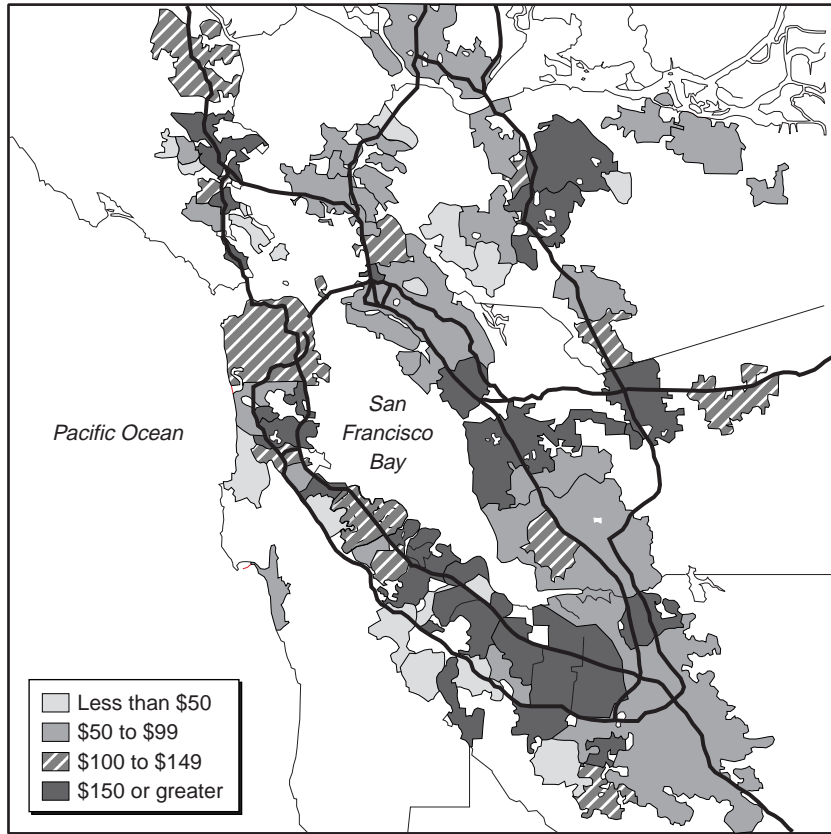 Pacific Ocean
San
Francisco
Bay
Less than $50
$50 to $99
$100 to $149
$150 or greater